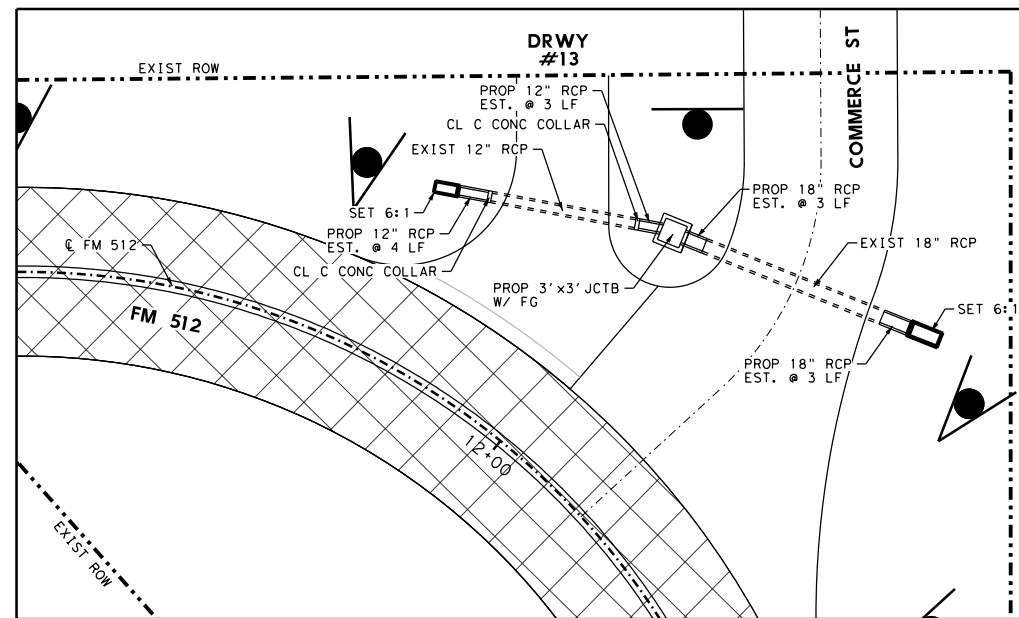 DRWY
#13
COMMERCE ST
EXIST ROW
PROP 12" RCP
EST. @ 3 LF
CL C CONC COLLAR
EXIST 12" RCP
PROP 18" RCP
EST. @ 3 LF
SET 6:1
PROP 12" RCP
EST. @ 4 LF
CL C CONC COLLAR
℄ FM 512
EXIST 18" RCP
PROP 3'x3' JCTB
W/ FG
SET 6:1
FM 512
PROP 18" RCP
EST. @ 3 LF
12+00
EXIST ROW